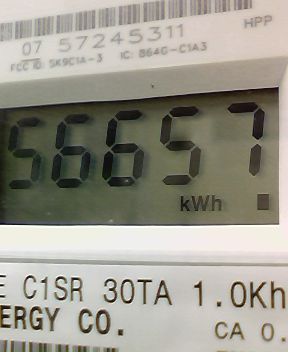 07 57245311 HPP
FCC ID: SK9C1A-3 IC: 864G-C1A3
56657
kWh
E C1SR 30TA 1.0Kh
ERGY CO. CA 0.